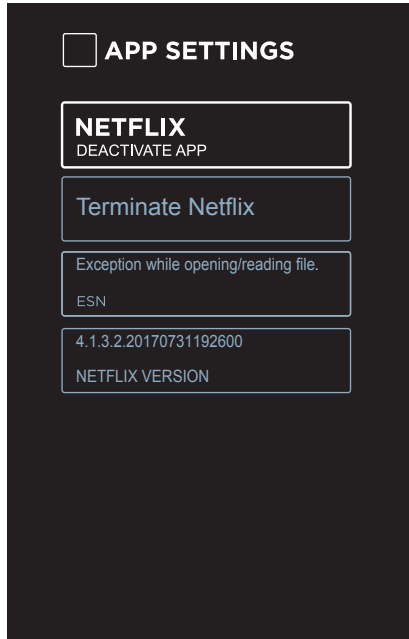 APP SETTINGS
NETFLIX
DEACTIVATE APP
Terminate Netflix
Exception while opening/reading file.
ESN
4.1.3.2.20170731192600
NETFLIX VERSION